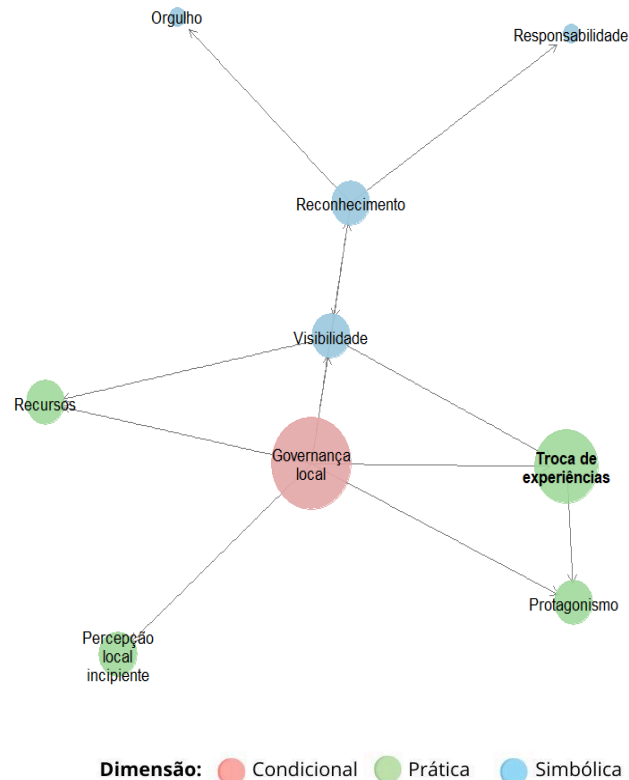 Orgulho
Responsabilidade
Reconhecimento
Visibilidade
Recursos
Governança
local
Troca de
experiências
Protagonismo
Percepção
local
incipiente
Dimensão: Condicional Prática Simbólica